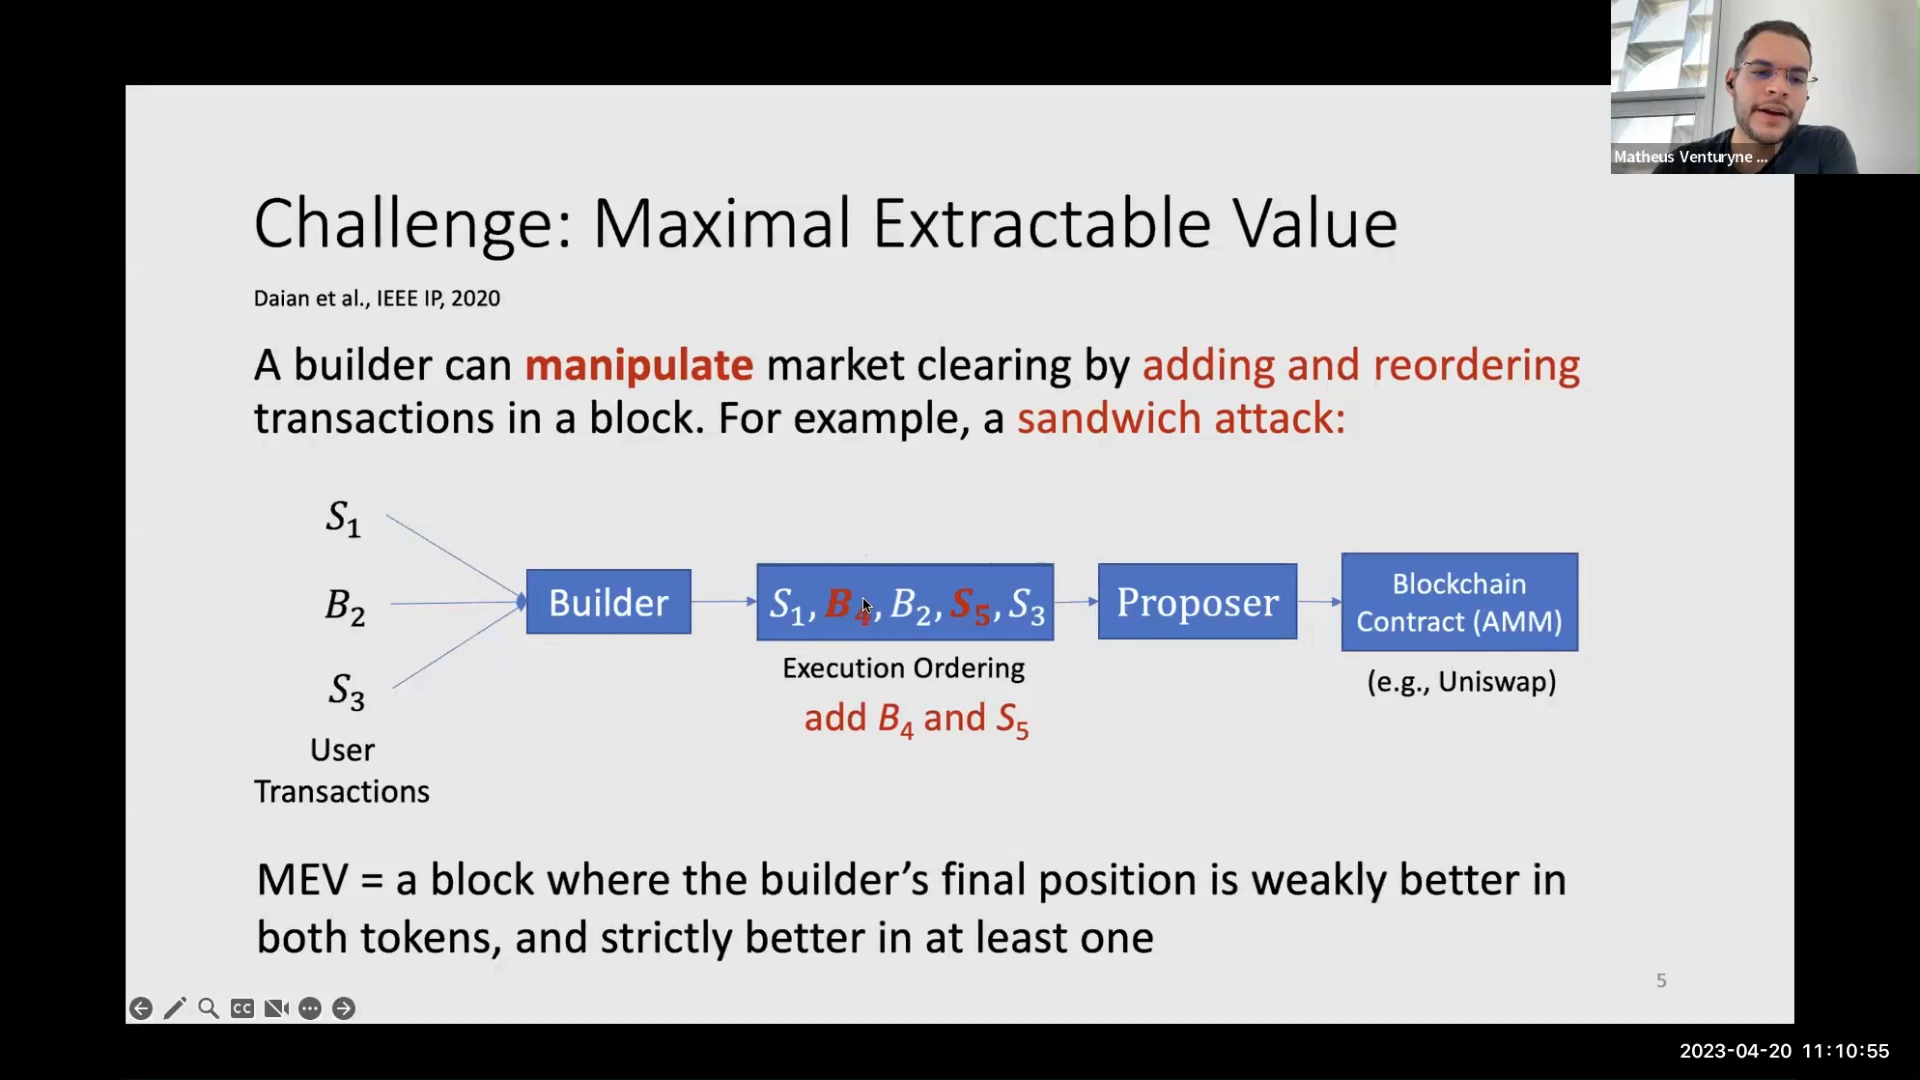 Matheus Venturyne ...
Challenge: Maximal Extractable Value
Daian et al., IEEE IP, 2020
A builder can manipulate market clearing by adding and reordering
transactions in a block. For example, a sandwich attack:
S₁
B₂
S₃
User
Transactions
Builder
S₁, B₄, B₂, S₅, S₃
Execution Ordering
add B₄ and S₅
Proposer
Blockchain
Contract (AMM)
(e.g., Uniswap)
MEV = a block where the builder’s final position is weakly better in
both tokens, and strictly better in at least one
5
CC
2023-04-20 11:10:55